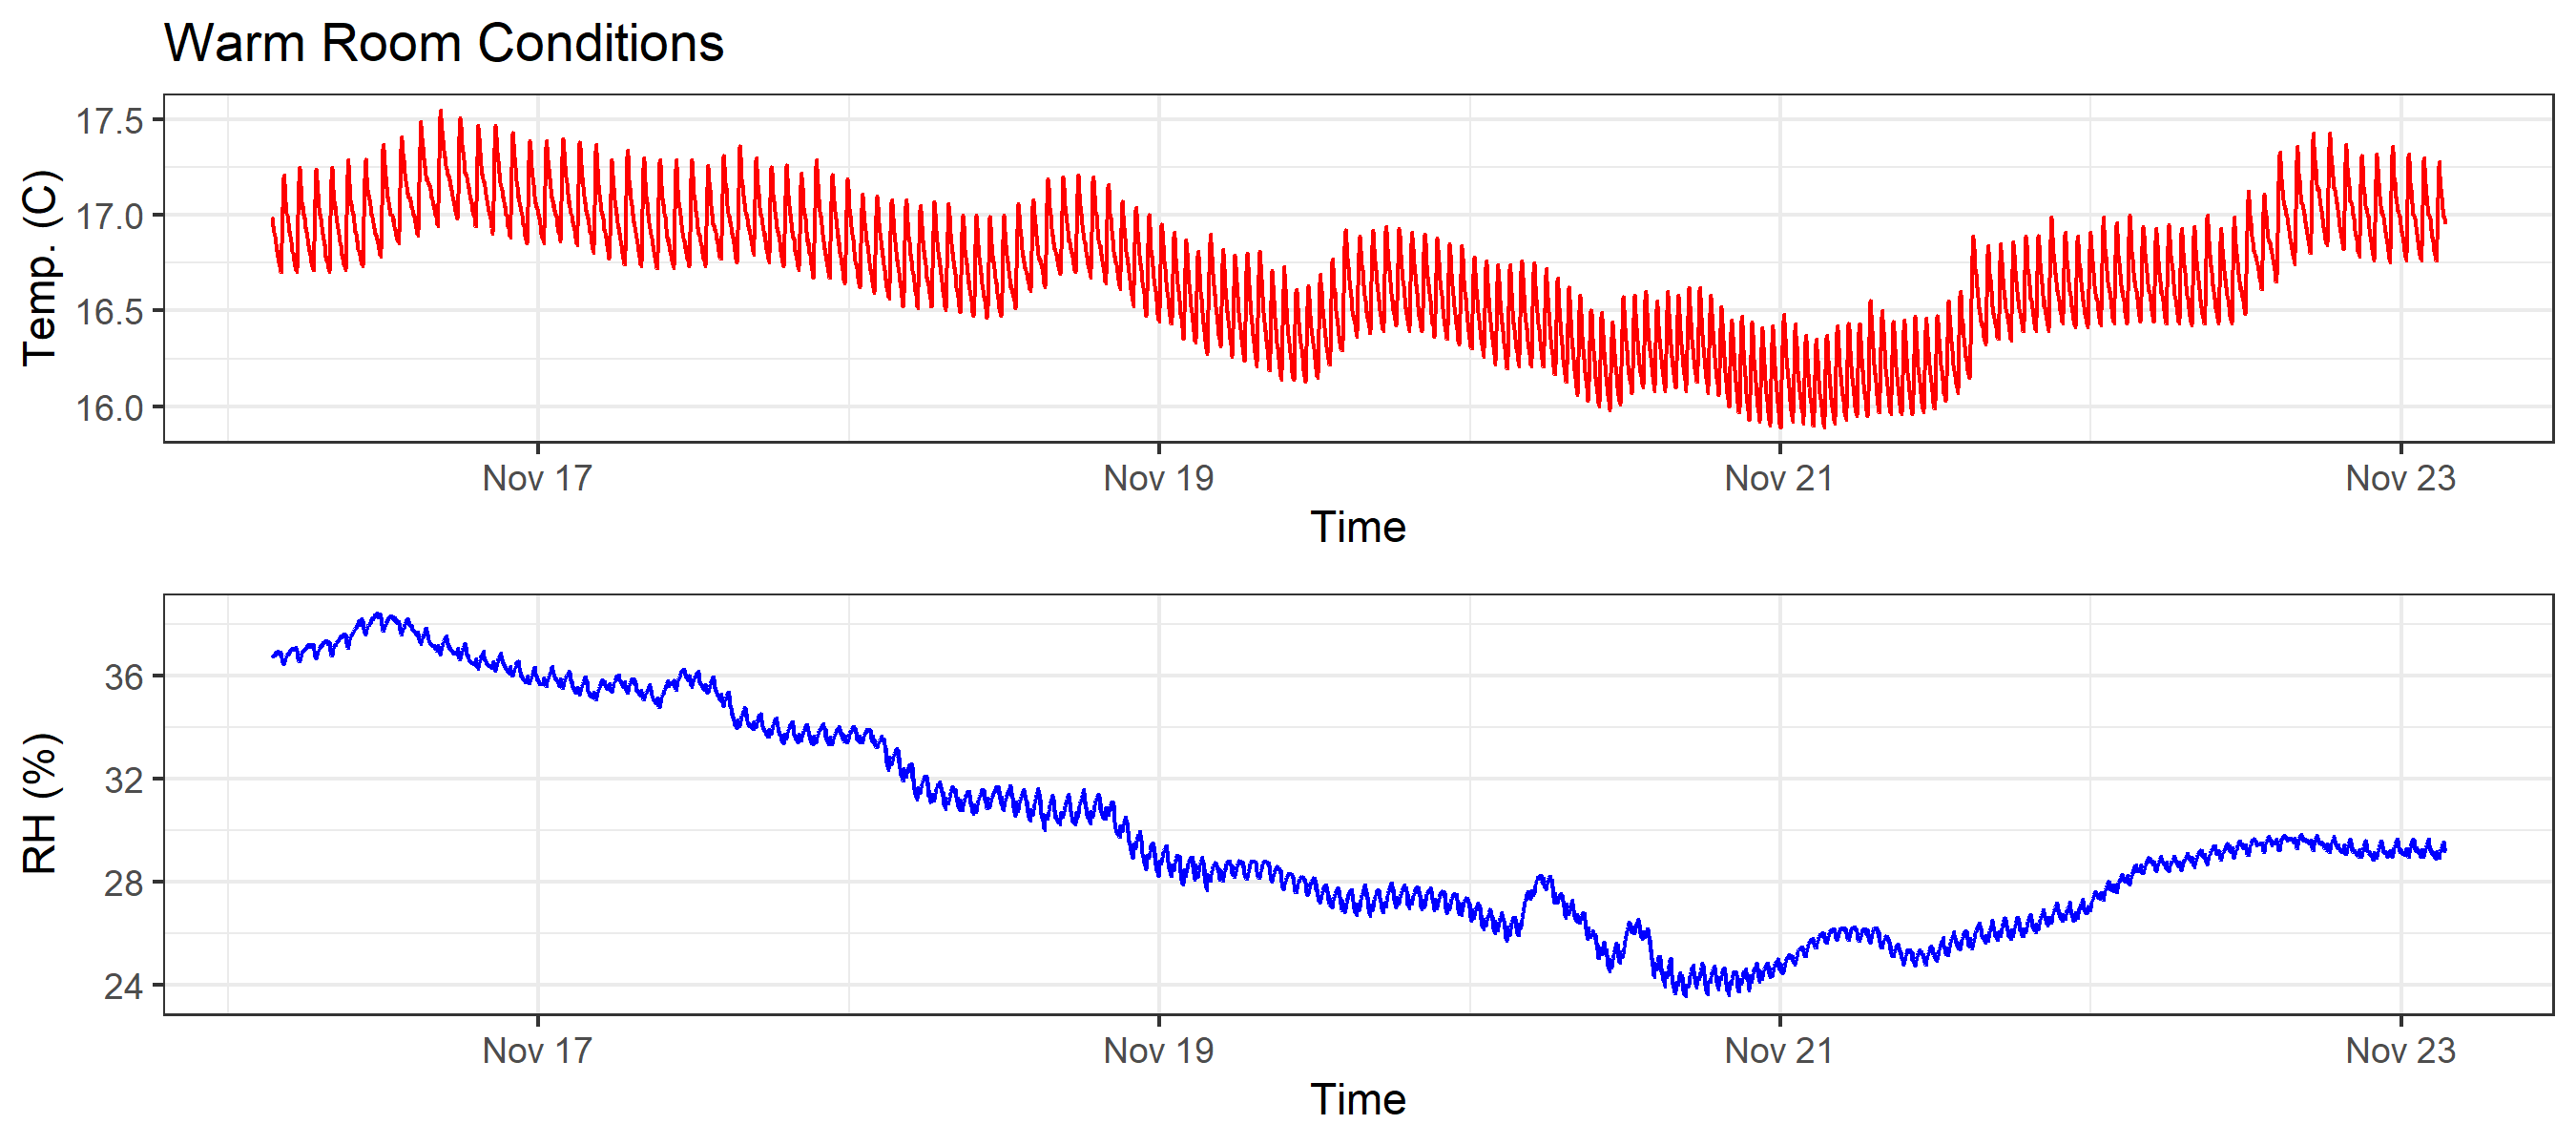 Warm Room Conditions
Temp. (C)
17.5
17.0
16.5
16.0
Nov 17 Nov 19 Nov 21 Nov 23
Time
RH (%)
36
32
28
24
Nov 17 Nov 19 Nov 21 Nov 23
Time